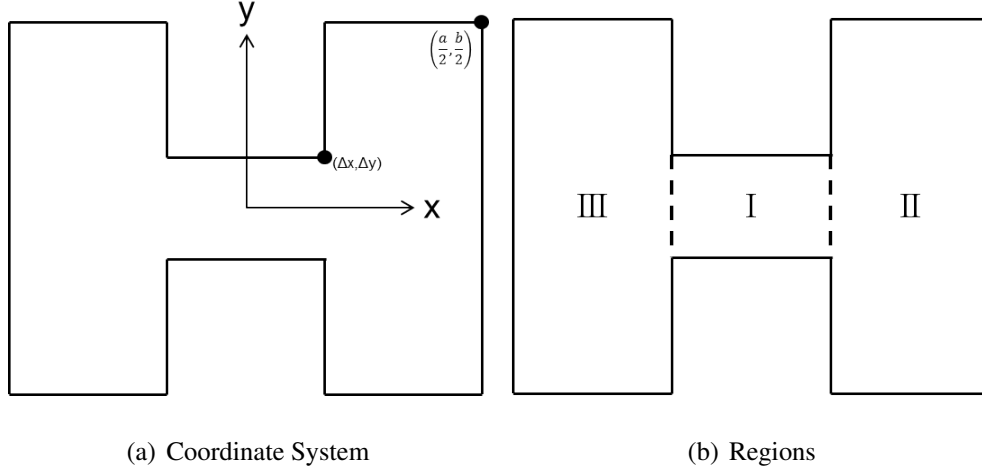 y
(a/2, b/2)
(Δx,Δy)
x
III
I
II
(a) Coordinate System
(b) Regions